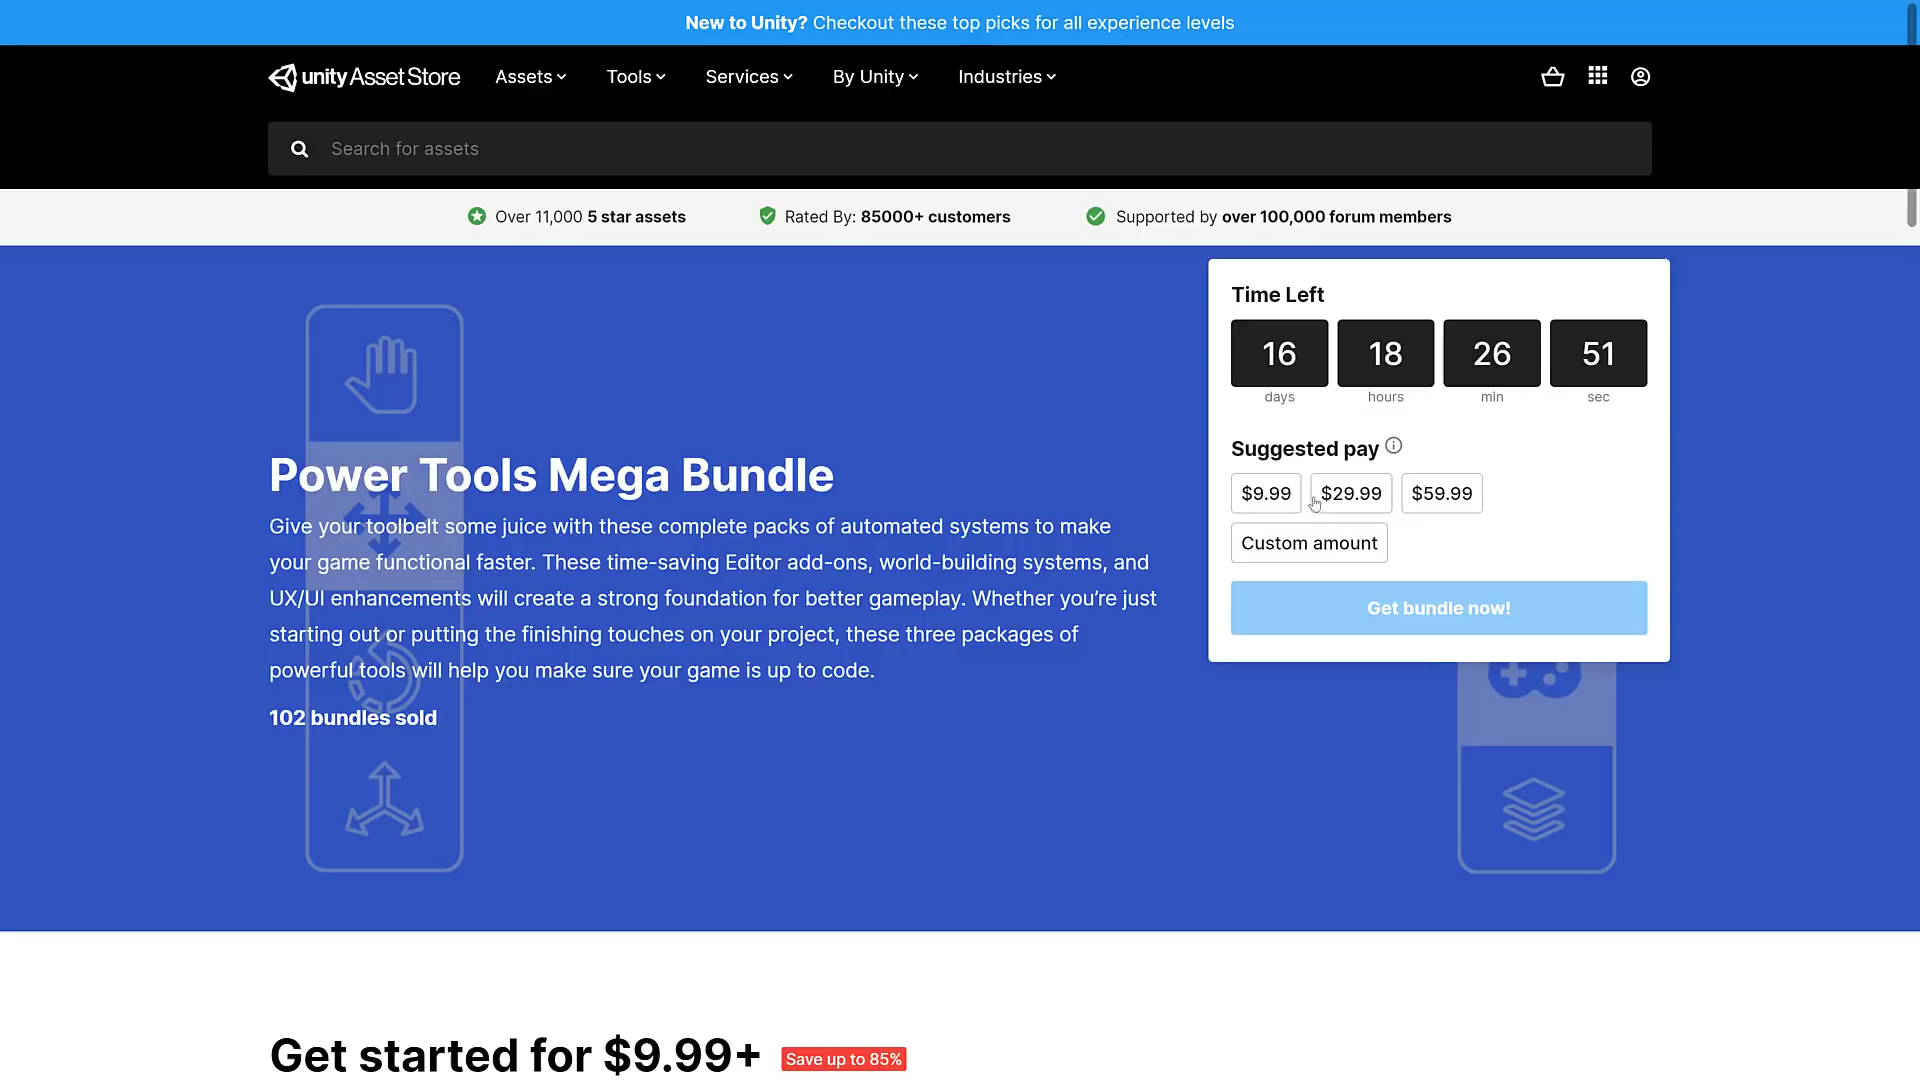 New to Unity? Checkout these top picks for all experience levels
unity Asset Store
Assets
Tools
Services
By Unity
Industries
Search for assets
Over 11,000 5 star assets
Rated By: 85000+ customers
Supported by over 100,000 forum members
Time Left
16 18 26 51
days hours min sec
Suggested pay
$9.99 $29.99 $59.99
Custom amount
Get bundle now!
Power Tools Mega Bundle
Give your toolbelt some juice with these complete packs of automated systems to make
your game functional faster. These time-saving Editor add-ons, world-building systems, and
UX/UI enhancements will create a strong foundation for better gameplay. Whether you’re just
starting out or putting the finishing touches on your project, these three packages of
powerful tools will help you make sure your game is up to code.
102 bundles sold
Get started for $9.99+ Save up to 85%